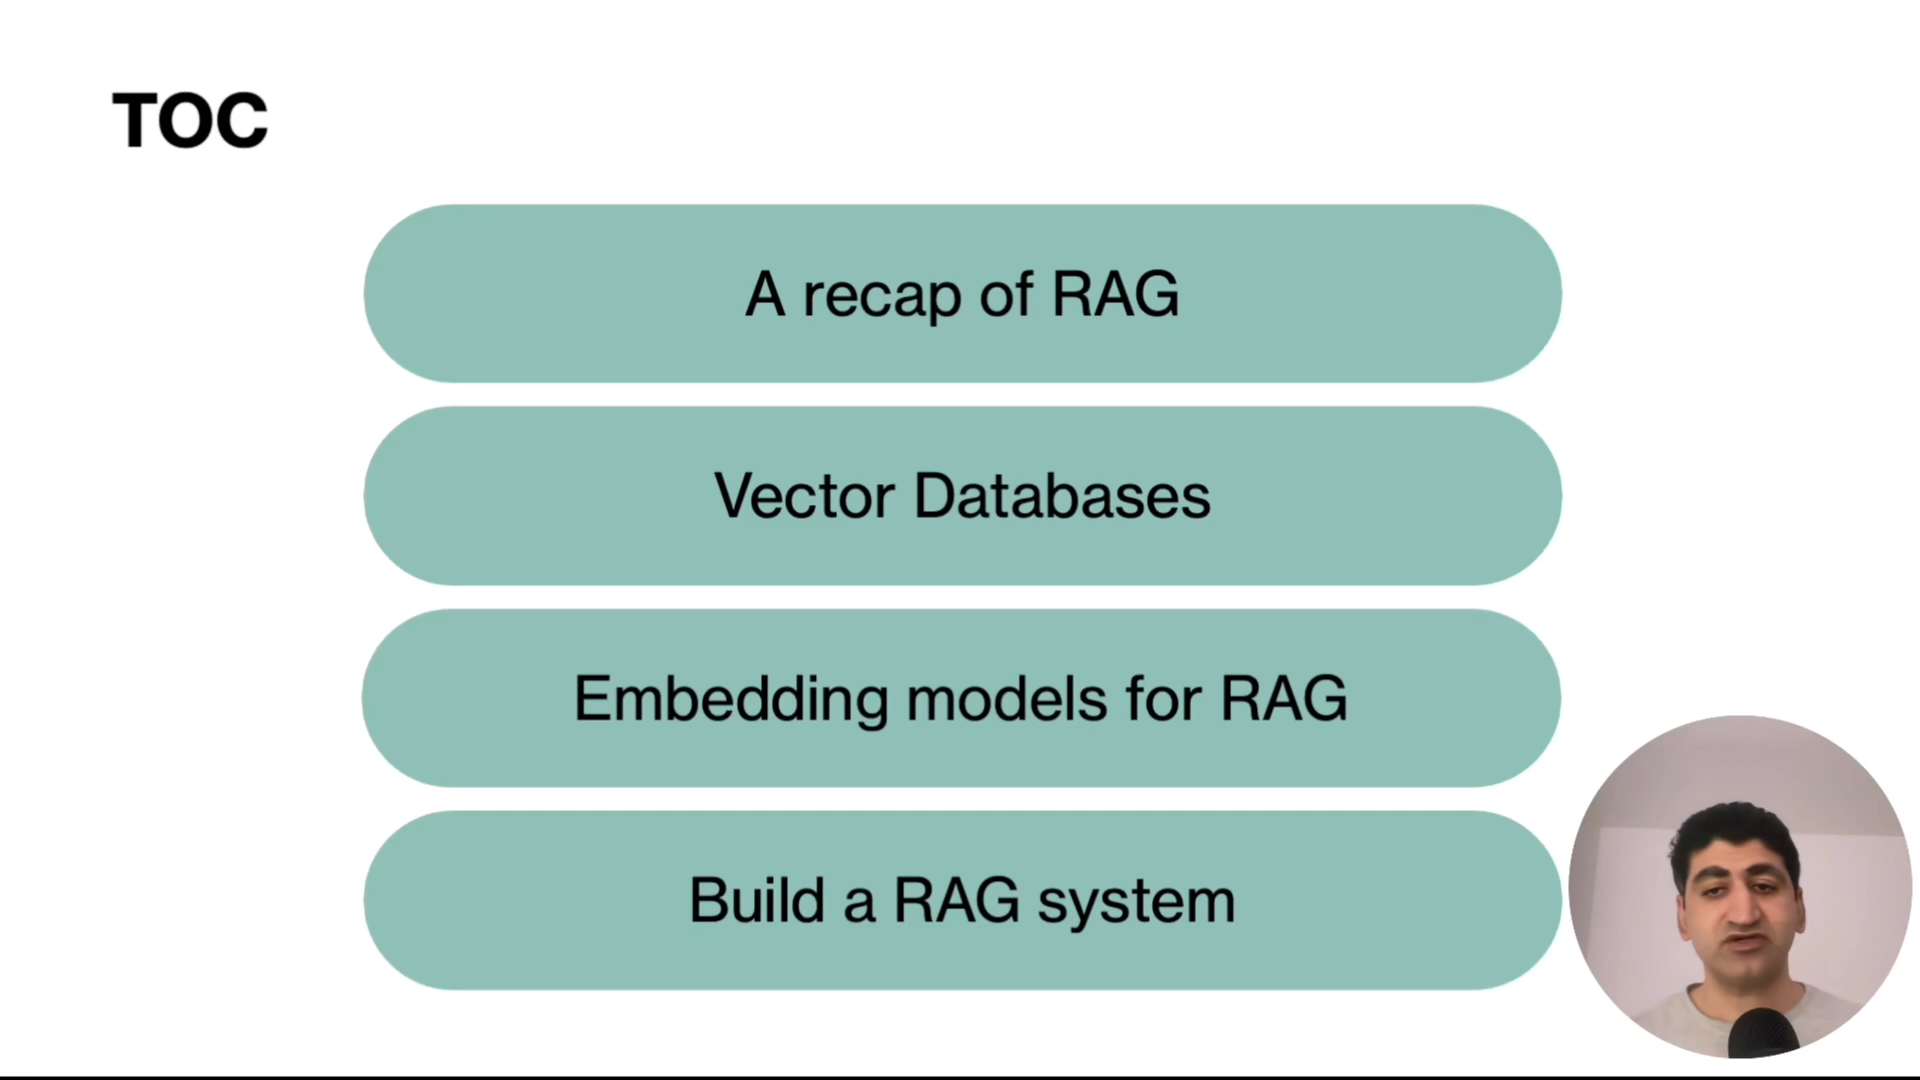 TOC
A recap of RAG
Vector Databases
Embedding models for RAG
Build a RAG system